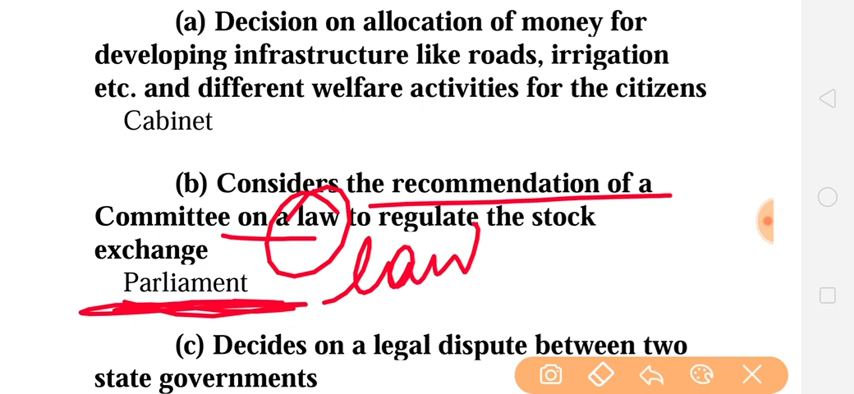 (a) Decision on allocation of money for
developing infrastructure like roads, irrigation
etc. and different welfare activities for the citizens
Cabinet
(b) Considers the recommendation of a
Committee on a law to regulate the stock
exchange
law
Parliament
(c) Decides on a legal dispute between two
state governments